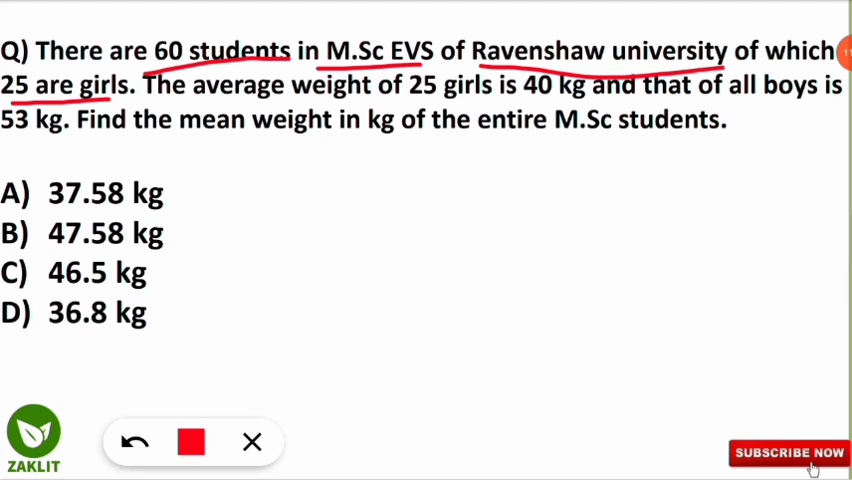 Q) There are 60 students in M.Sc EVS of Ravenshaw university of which
25 are girls. The average weight of 25 girls is 40 kg and that of all boys is
53 kg. Find the mean weight in kg of the entire M.Sc students.
A) 37.58 kg
B) 47.58 kg
C) 46.5 kg
D) 36.8 kg
ZAKLIT
SUBSCRIBE NOW